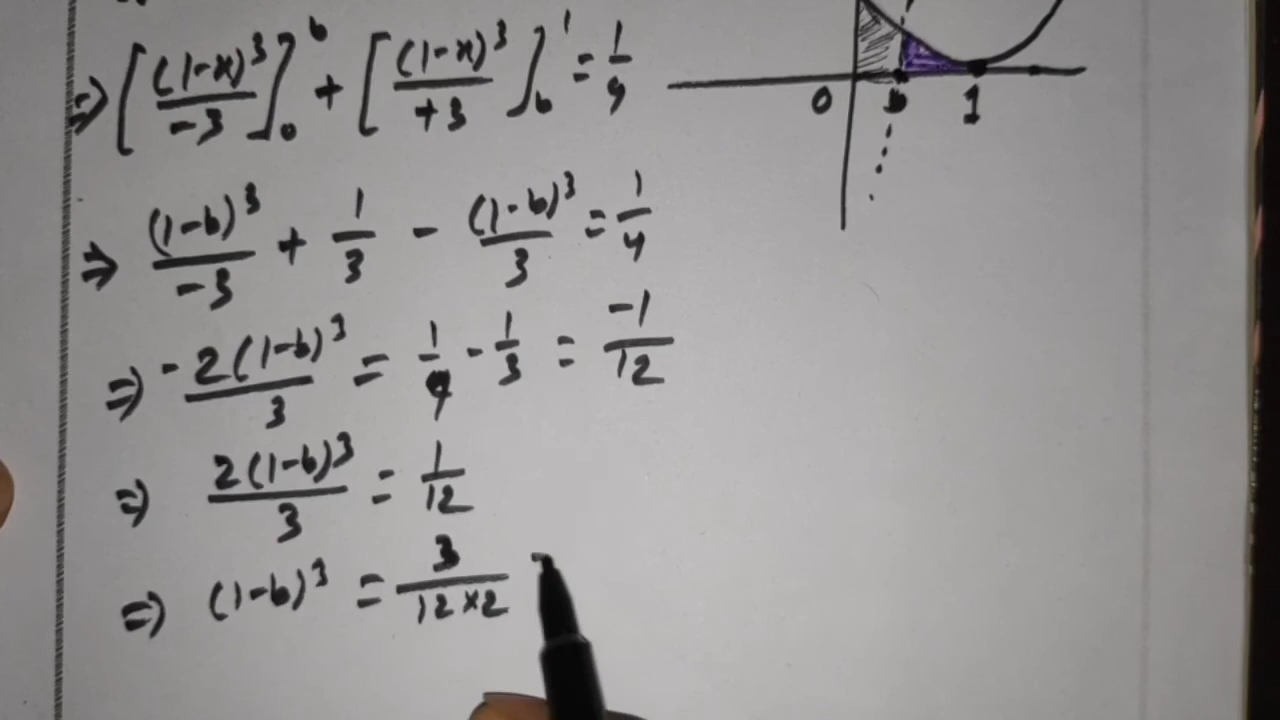 ⇒ [(1-x)³/-3]₀ᵇ + [(1-x)³/+3]_b¹ = 1/4
0 b 1
⇒ (1-b)³/-3 + 1/3 - (1-b)³/3 = 1/4
⇒ -2(1-b)³/3 = 1/4 - 1/3 = -1/12
⇒ 2(1-b)³/3 = 1/12
⇒ (1-b)³ = 3/12×2